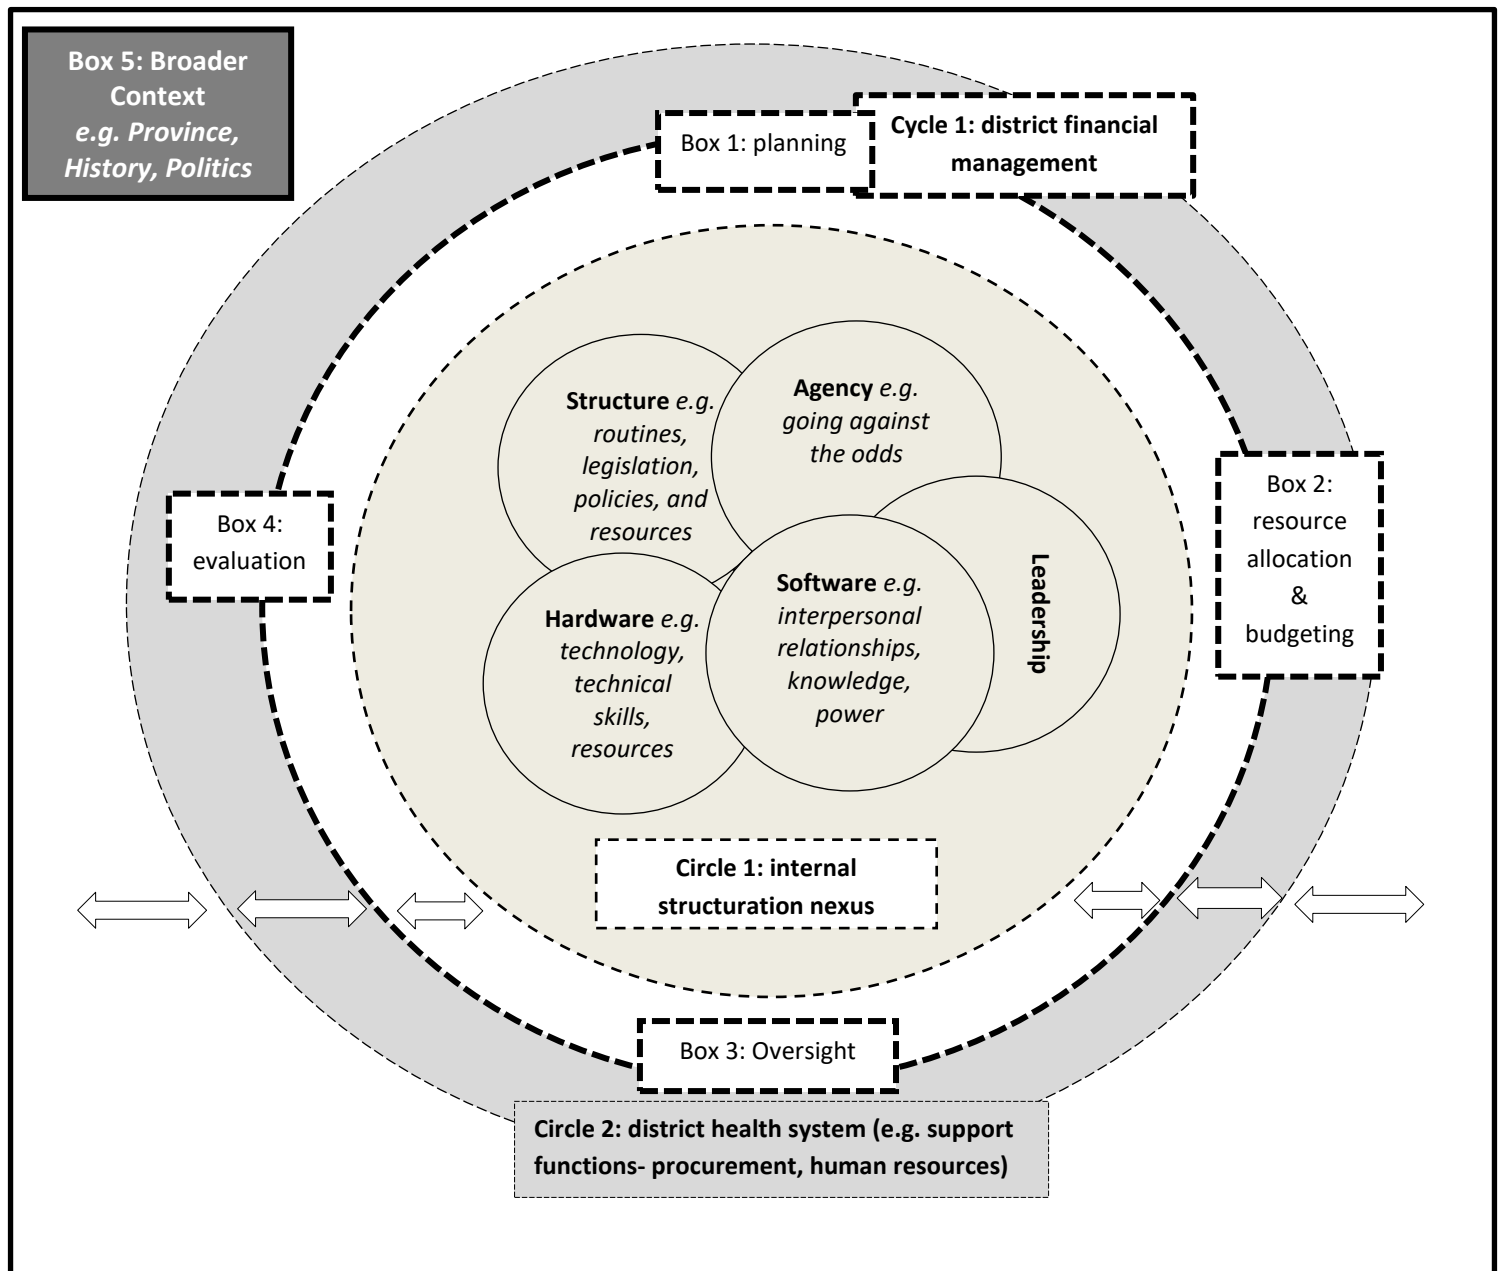 Box 5: Broader
Context
e.g. Province,
History, Politics
Box 1: planning
Cycle 1: district financial
management
Structure e.g.
routines,
legislation,
policies, and
resources
Agency e.g.
going against
the odds
Box 2:
resource
allocation
&
budgeting
Box 4:
evaluation
Leadership
Hardware e.g.
technology,
technical
skills,
resources
Software e.g.
interpersonal
relationships,
knowledge,
power
Circle 1: internal
structuration nexus
Box 3: Oversight
Circle 2: district health system (e.g. support
functions- procurement, human resources)